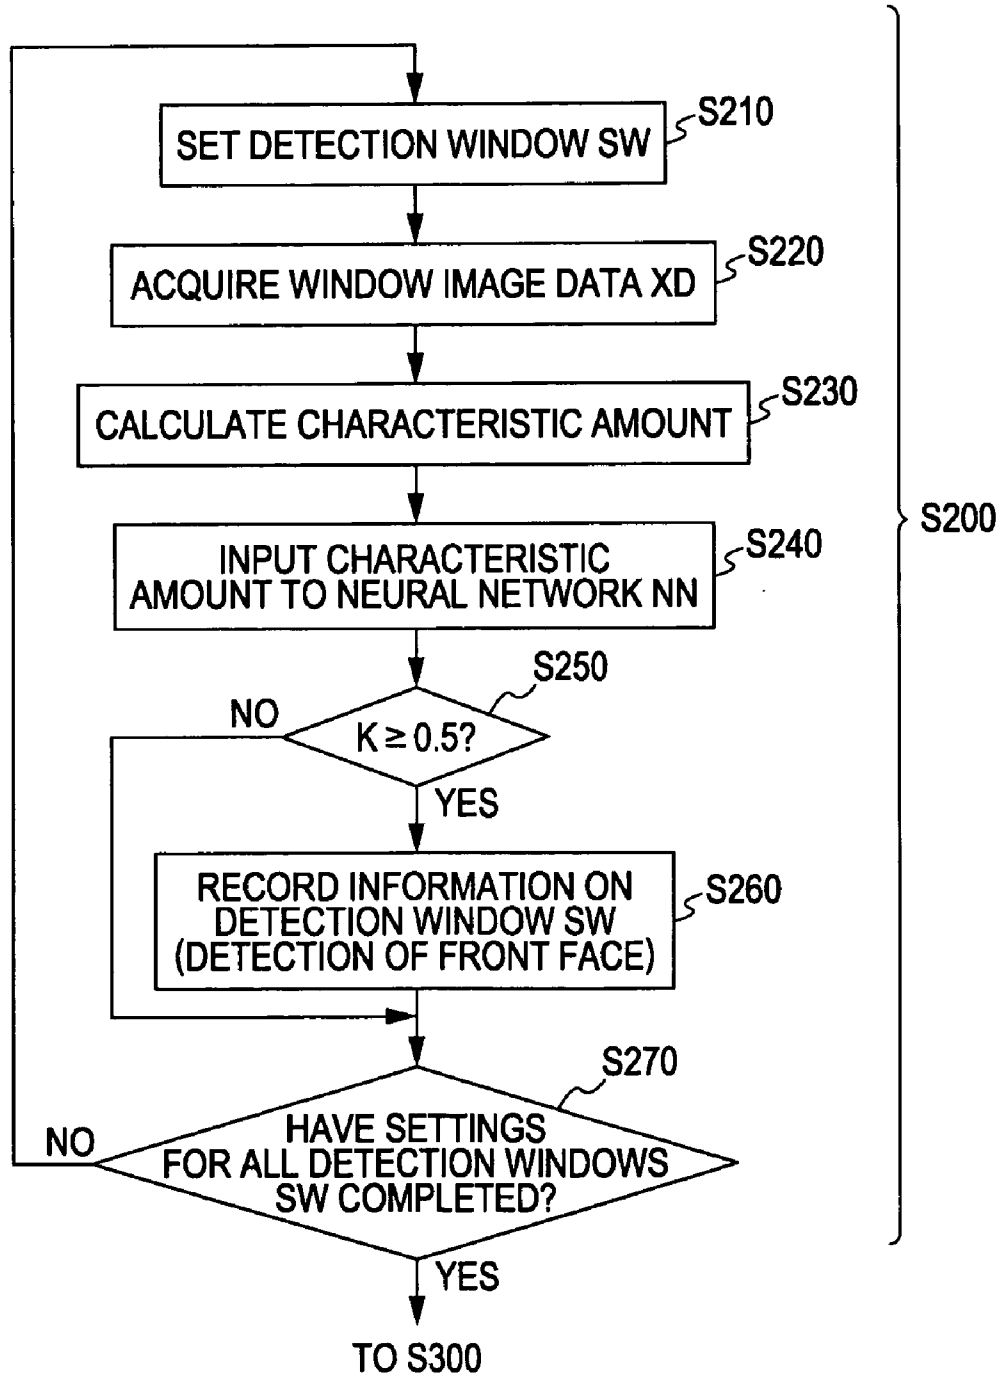 S210
SET DETECTION WINDOW SW
S220
ACQUIRE WINDOW IMAGE DATA XD
S230
CALCULATE CHARACTERISTIC AMOUNT
S200
S240
INPUT CHARACTERISTIC
AMOUNT TO NEURAL NETWORK NN
S250
NO
K ≥ 0.5?
YES
S260
RECORD INFORMATION ON
DETECTION WINDOW SW
(DETECTION OF FRONT FACE)
S270
NO
HAVE SETTINGS
FOR ALL DETECTION WINDOWS
SW COMPLETED?
YES
TO S300